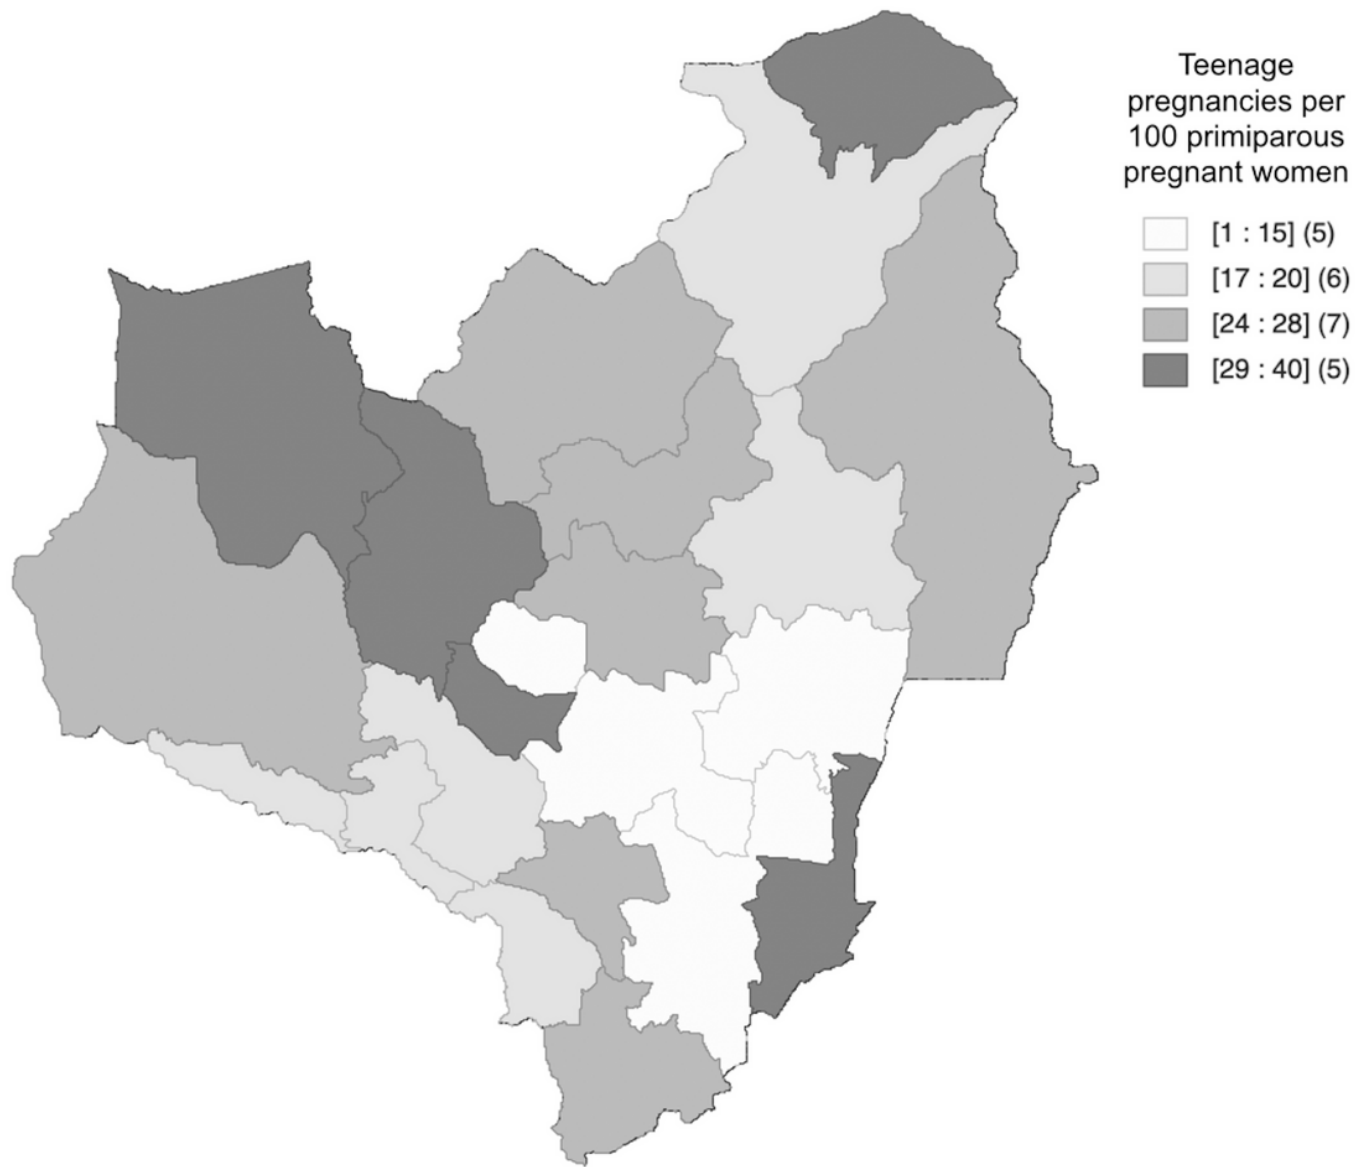 Teenage
pregnancies per
100 primiparous
pregnant women
[1 : 15] (5)
[17 : 20] (6)
[24 : 28] (7)
[29 : 40] (5)